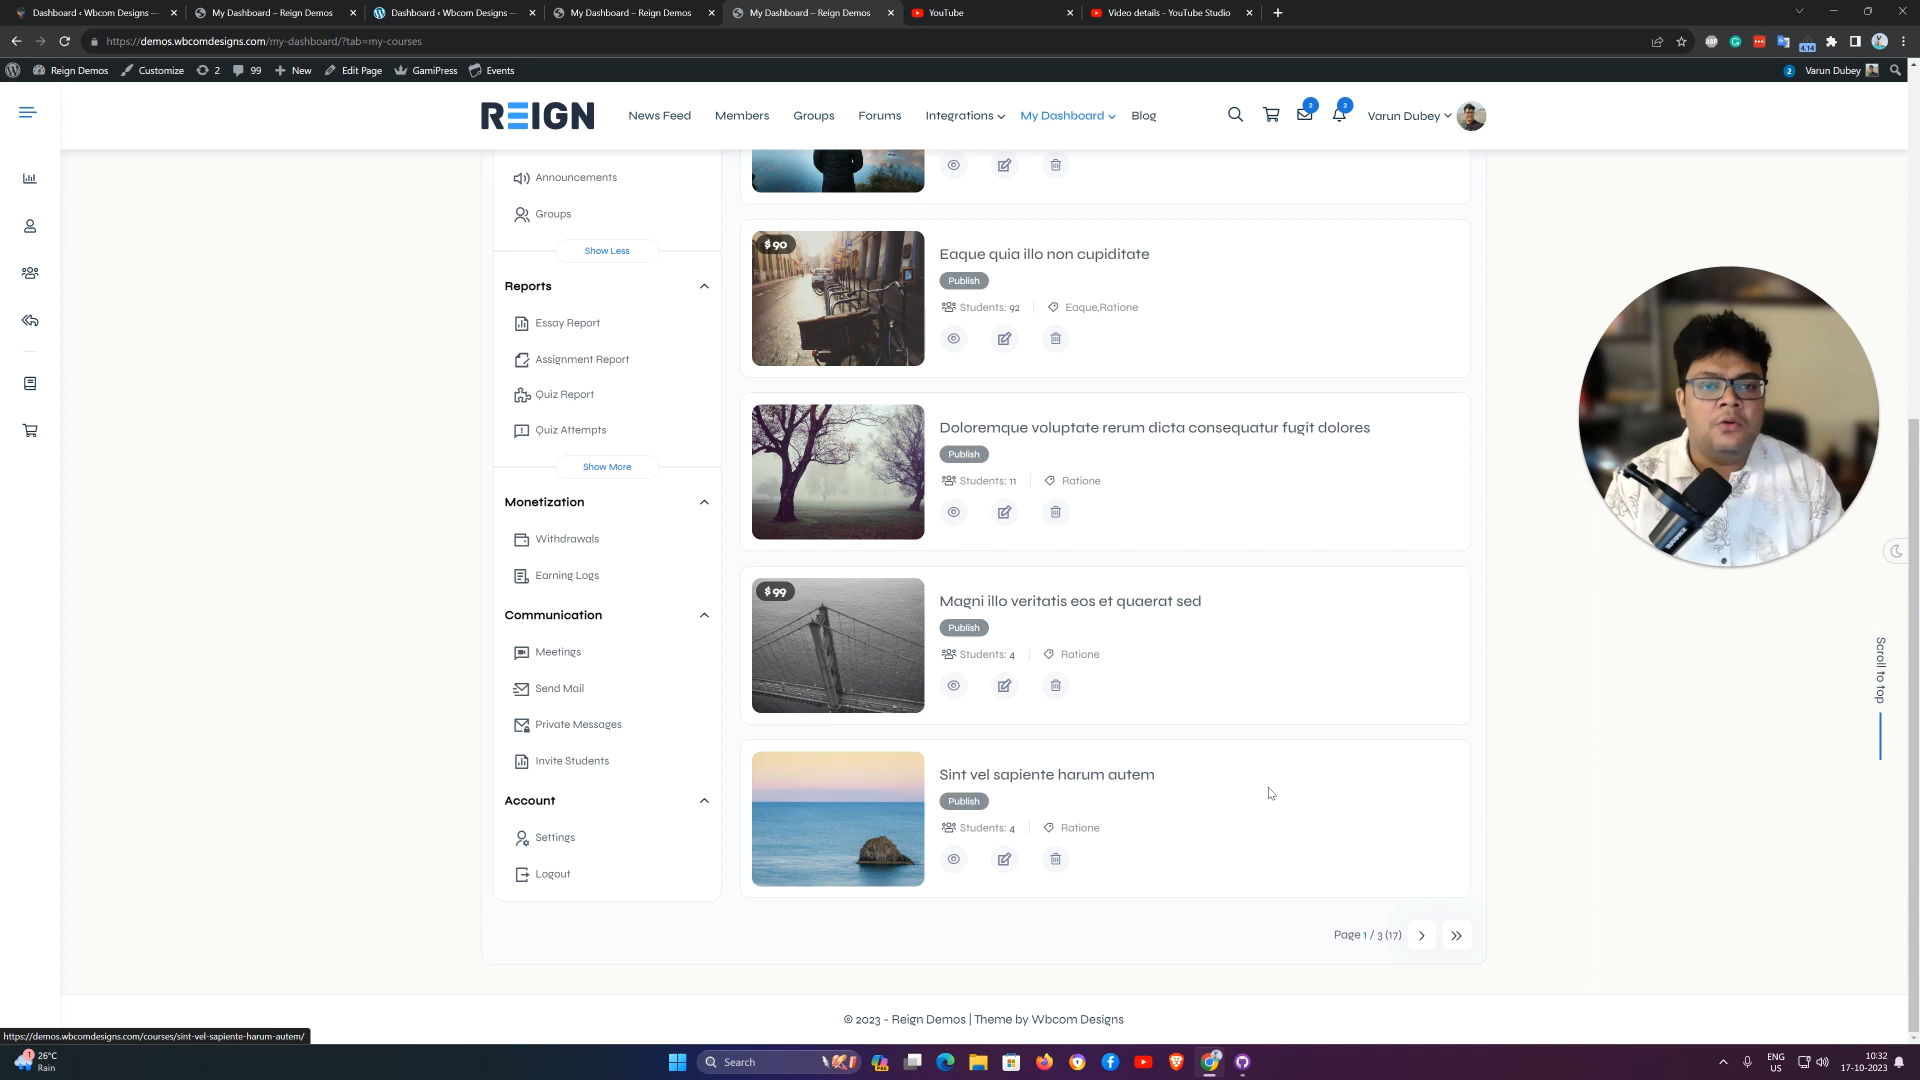 Dashboard ‹ Wbcom Designs —
My Dashboard – Reign Demos
Dashboard ‹ Wbcom Designs —
My Dashboard – Reign Demos
My Dashboard – Reign Demos
YouTube
Video details - YouTube Studio
https://demos.wbcomdesigns.com/my-dashboard/?tab=my-courses
4.14
Reign Demos
Customize
2
99
New
Edit Page
GamiPress
Events
2
Varun Dubey
REIGN
News Feed
Members
Groups
Forums
Integrations
My Dashboard
Blog
2
2
Varun Dubey
Announcements
Groups
Show Less
Reports
Essay Report
Assignment Report
Quiz Report
Quiz Attempts
Show More
Monetization
Withdrawals
Earning Logs
Communication
Meetings
Send Mail
Private Messages
Invite Students
Account
Settings
Logout
$ 90
Eaque quia illo non cupiditate
Publish
Students: 92
Eaque,Ratione
Doloremque voluptate rerum dicta consequatur fugit dolores
Publish
Students: 11
Ratione
$ 99
Magni illo veritatis eos et quaerat sed
Publish
Students: 4
Ratione
Sint vel sapiente harum autem
Publish
Students: 4
Ratione
Page 1 / 3 (17)
Scroll to top
© 2023 - Reign Demos | Theme by Wbcom Designs
https://demos.wbcomdesigns.com/courses/sint-vel-sapiente-harum-autem/
1
26°C
Rain
Search
ENG
US
10:32
17-10-2023